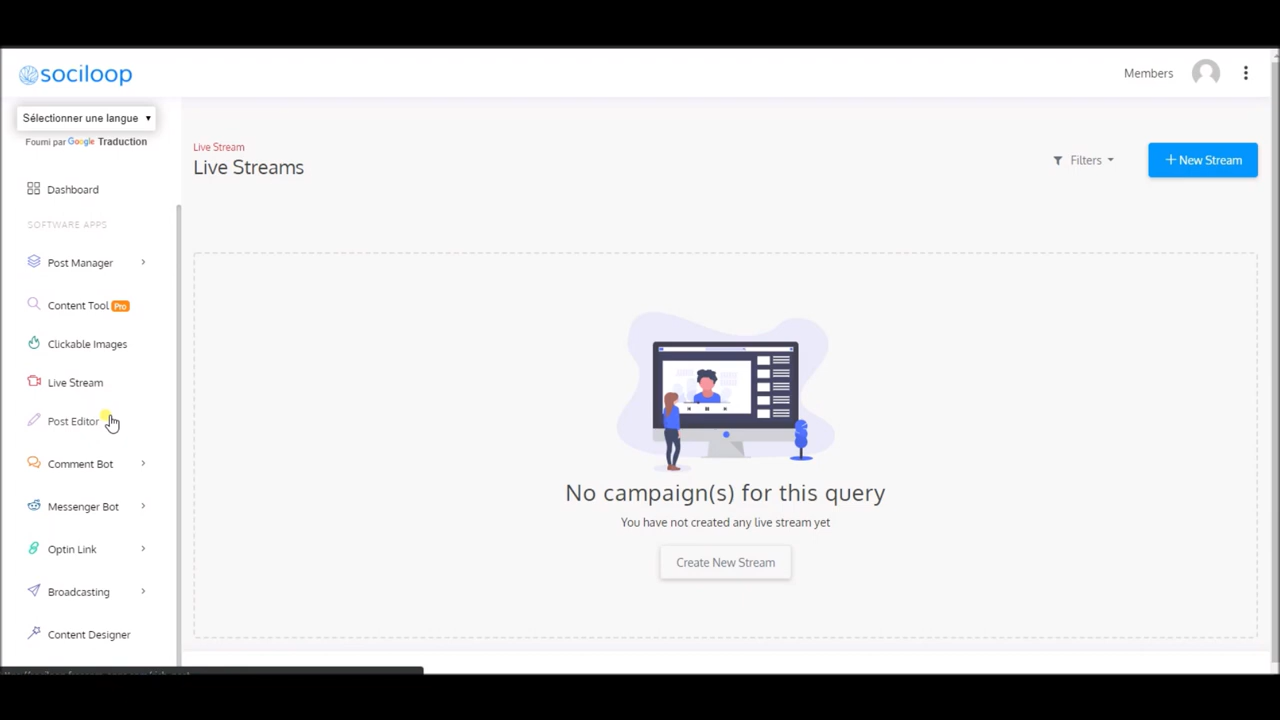 sociloop
Members
Sélectionner une langue
Fourni par Google Traduction
Live Stream
Live Streams
Filters
+ New Stream
Dashboard
SOFTWARE APPS
Post Manager
Content Tool Pro
Clickable Images
Live Stream
Post Editor
Comment Bot
Messenger Bot
Optin Link
Broadcasting
Content Designer
No campaign(s) for this query
You have not created any live stream yet
Create New Stream